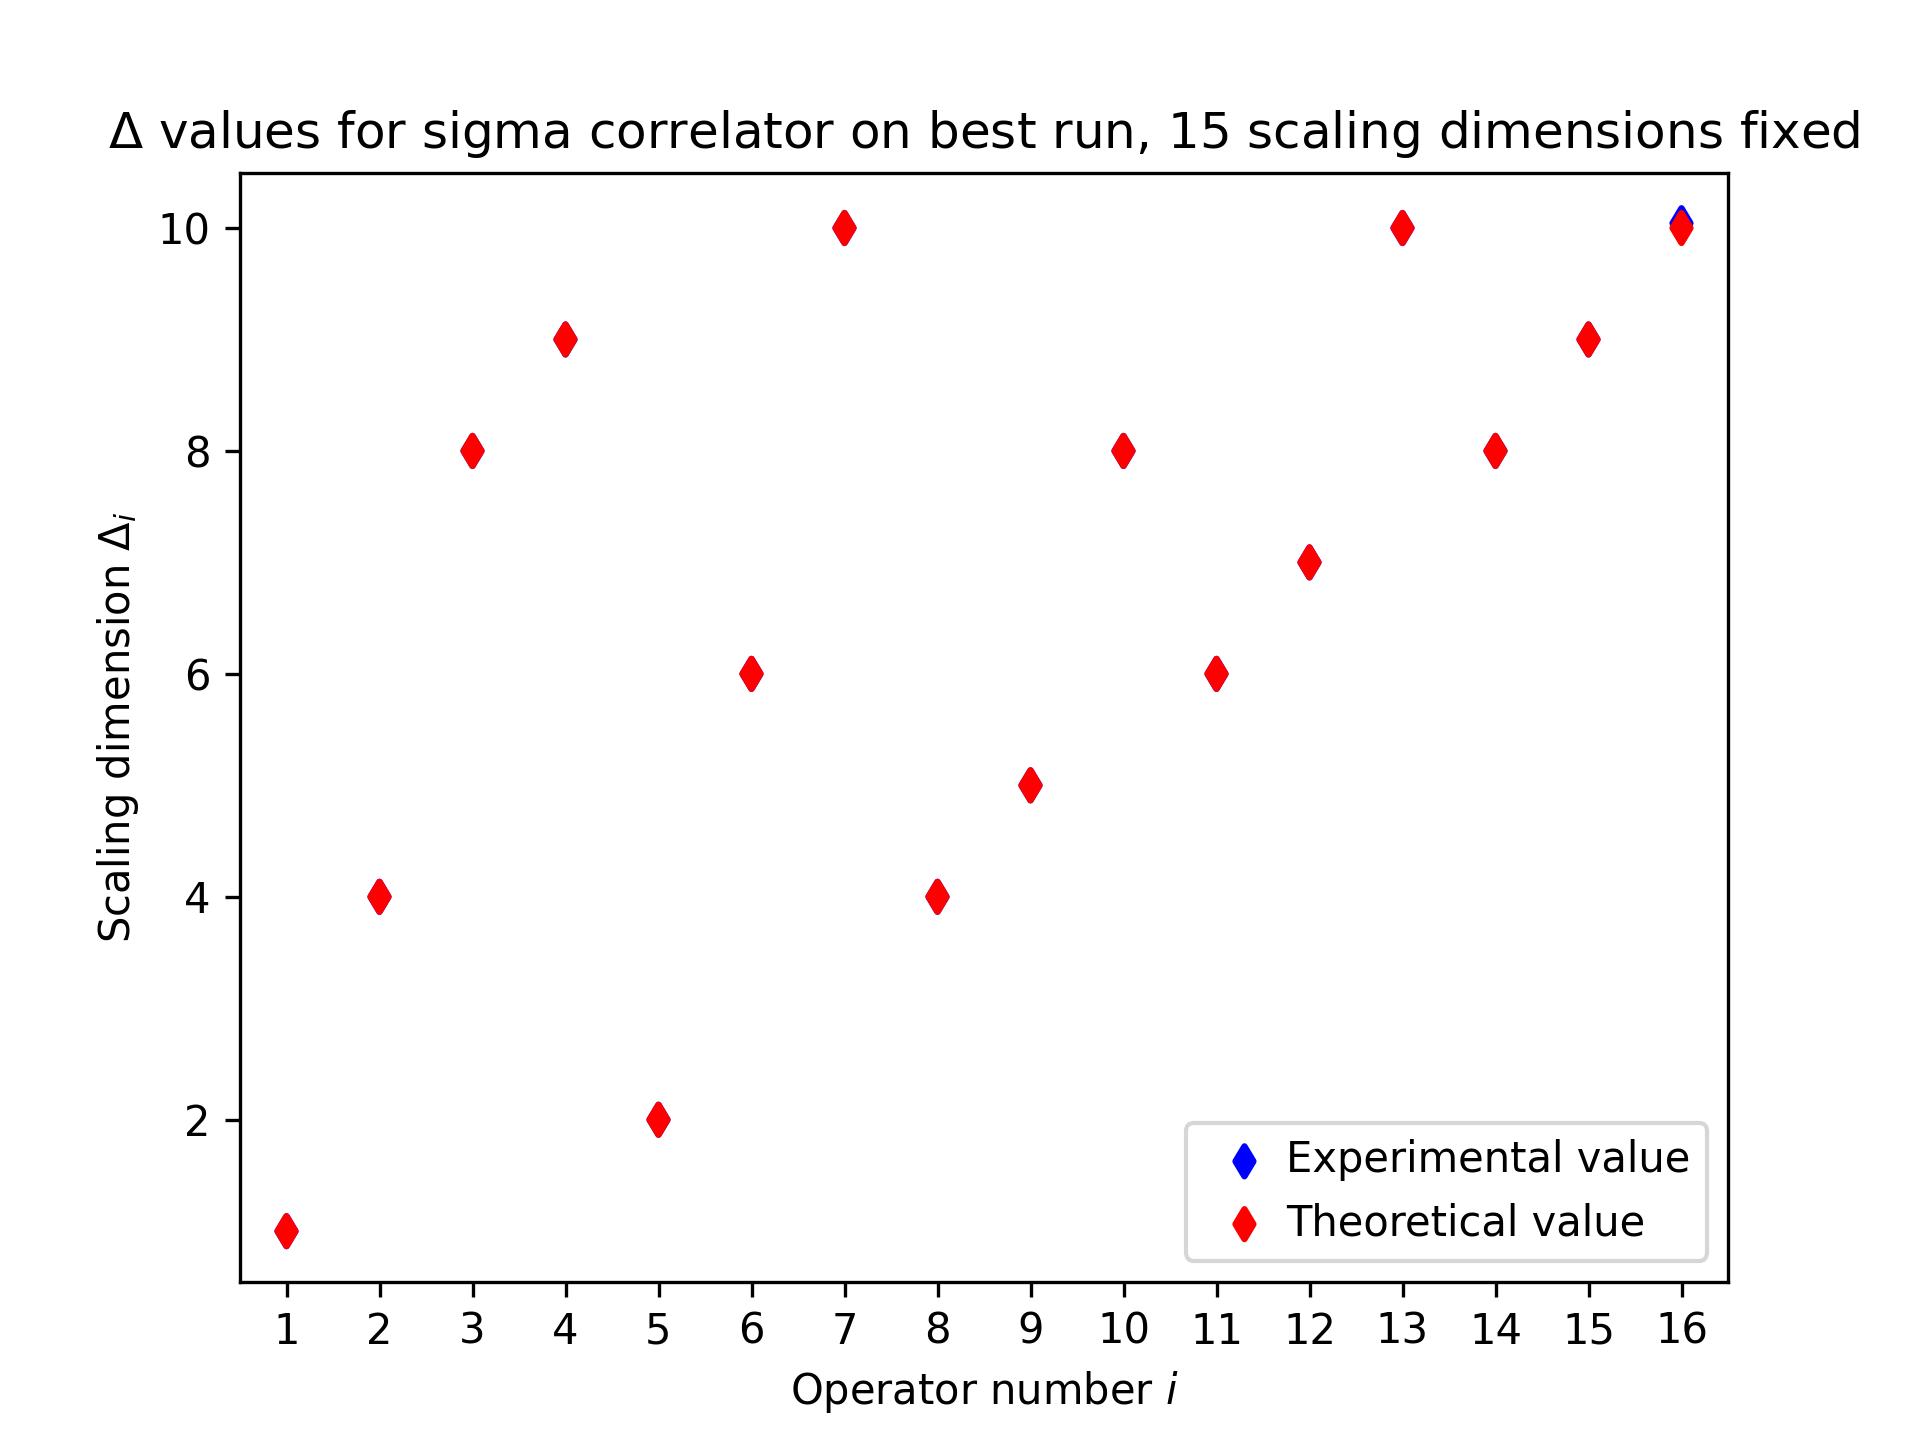 Δ values for sigma correlator on best run, 15 scaling dimensions fixed
Scaling dimension Δᵢ
10
8
6
4
2
1 2 3 4 5 6 7 8 9 10 11 12 13 14 15 16
Operator number i
Experimental value
Theoretical value